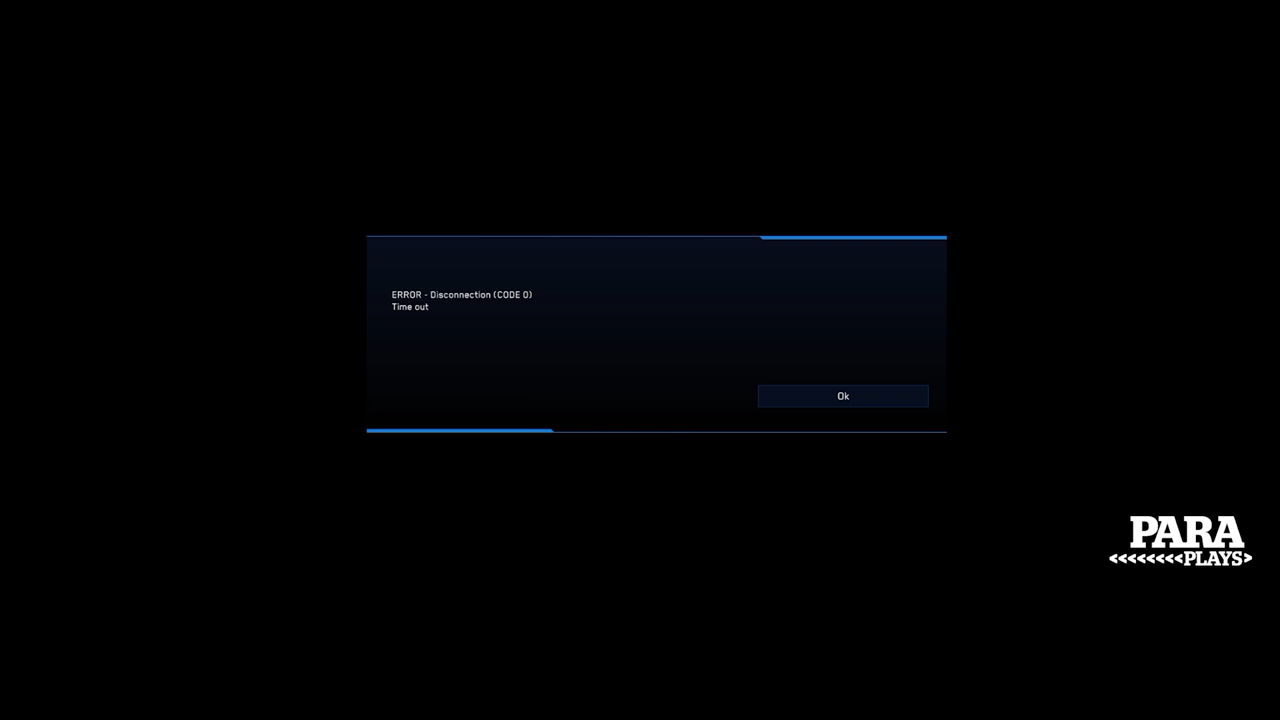 ERROR - Disconnection (CODE 0)
Time out
Ok
PARA
<<<<<<<<PLAYS>